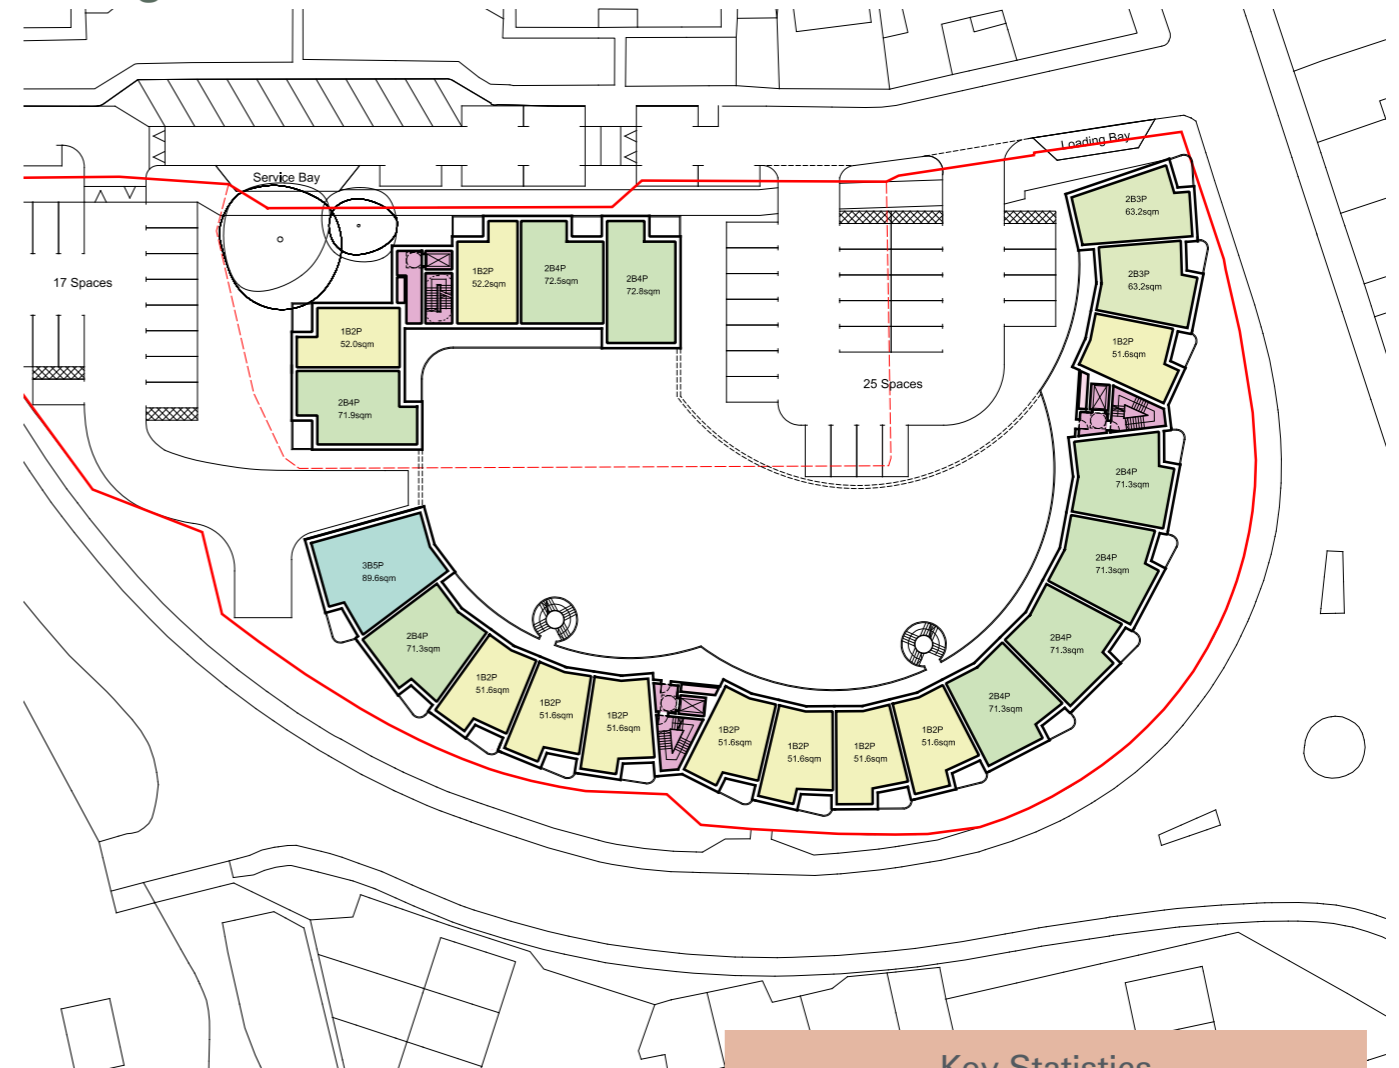 Loading Bay
Service Bay
2B3P
63.2sqm
1B2P
52.2sqm
2B4P
72.5sqm
2B4P
72.8sqm
2B3P
63.2sqm
17 Spaces
1B2P
52.0sqm
1B2P
51.6sqm
25 Spaces
2B4P
71.9sqm
2B4P
71.3sqm
3B5P
89.6sqm
2B4P
71.3sqm
2B4P
71.3sqm
2B4P
71.3sqm
1B2P
51.6sqm
2B4P
71.3sqm
1B2P
51.6sqm
1B2P
51.6sqm
1B2P
51.6sqm
1B2P
51.6sqm
1B2P
51.6sqm
1B2P
51.6sqm
Key Statistics